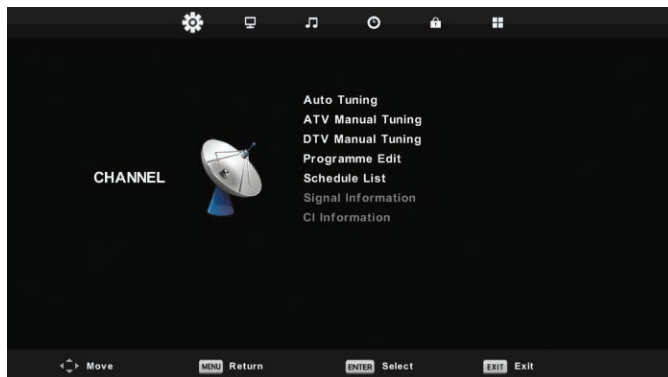 Auto Tuning
ATV Manual Tuning
DTV Manual Tuning
Programme Edit
CHANNEL
Schedule List
Signal Information
CI Information
Move
MENU Return
ENTER Select
EXIT Exit